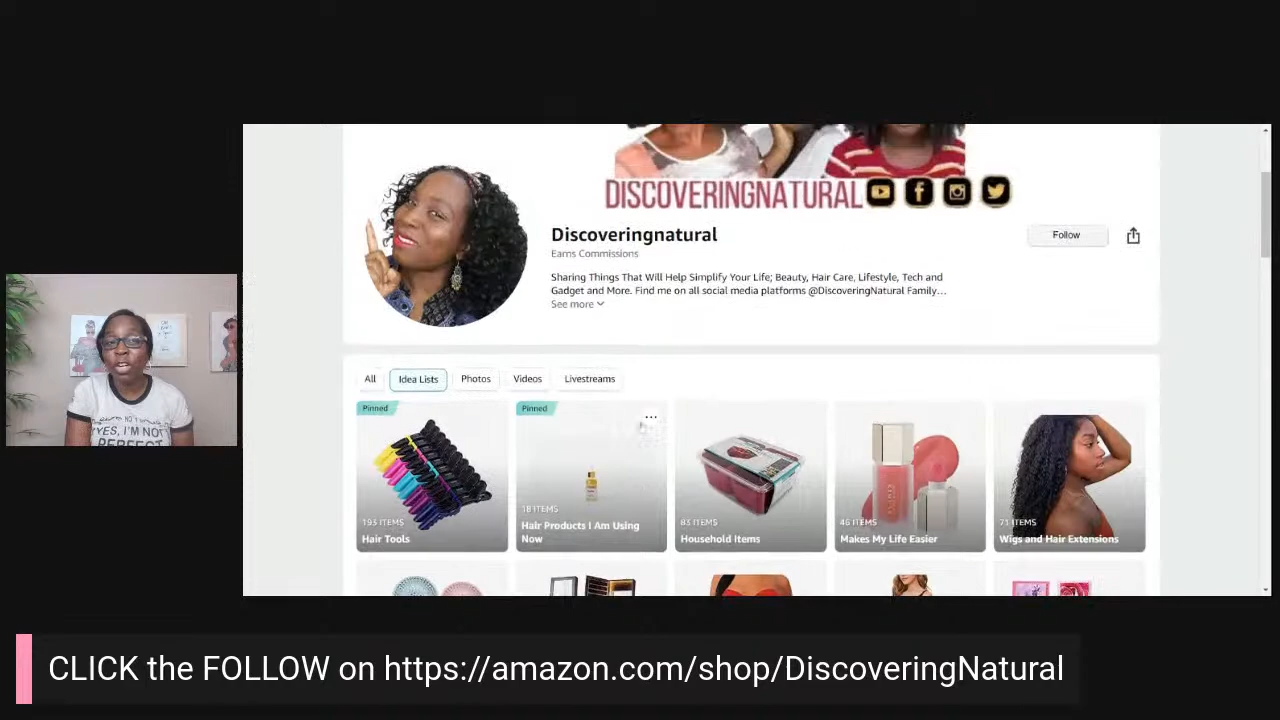 DISCOVERINGNATURAL
Discoveringnatural
Follow
Earns Commissions
Sharing Things That Will Help Simplify Your Life; Beauty, Hair Care, Lifestyle, Tech and
Gadget and More. Find me on all social media platforms @DiscoveringNatural Family...
See more
All
Idea Lists
Photos
Videos
Livestreams
Pinned
Pinned
193 ITEMS
Hair Tools
18 ITEMS
Hair Products I Am Using
Now
83 ITEMS
Household Items
46 ITEMS
Makes My Life Easier
71 ITEMS
Wigs and Hair Extensions
YES, I'M NOT
PERFECT
CLICK the FOLLOW on https://amazon.com/shop/DiscoveringNatural